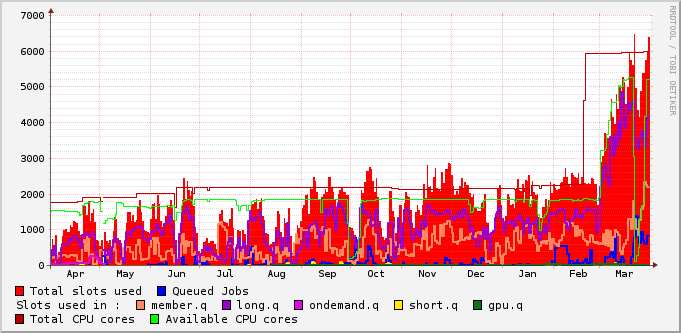 7000
6000
5000
4000
3000
2000
1000
0
Apr May Jun Jul Aug Sep Oct Nov Dec Jan Feb Mar
RRDTOOL / TOBI OETIKER
Total slots used Queued Jobs
Slots used in : member.q long.q ondemand.q short.q gpu.q
Total CPU cores Available CPU cores